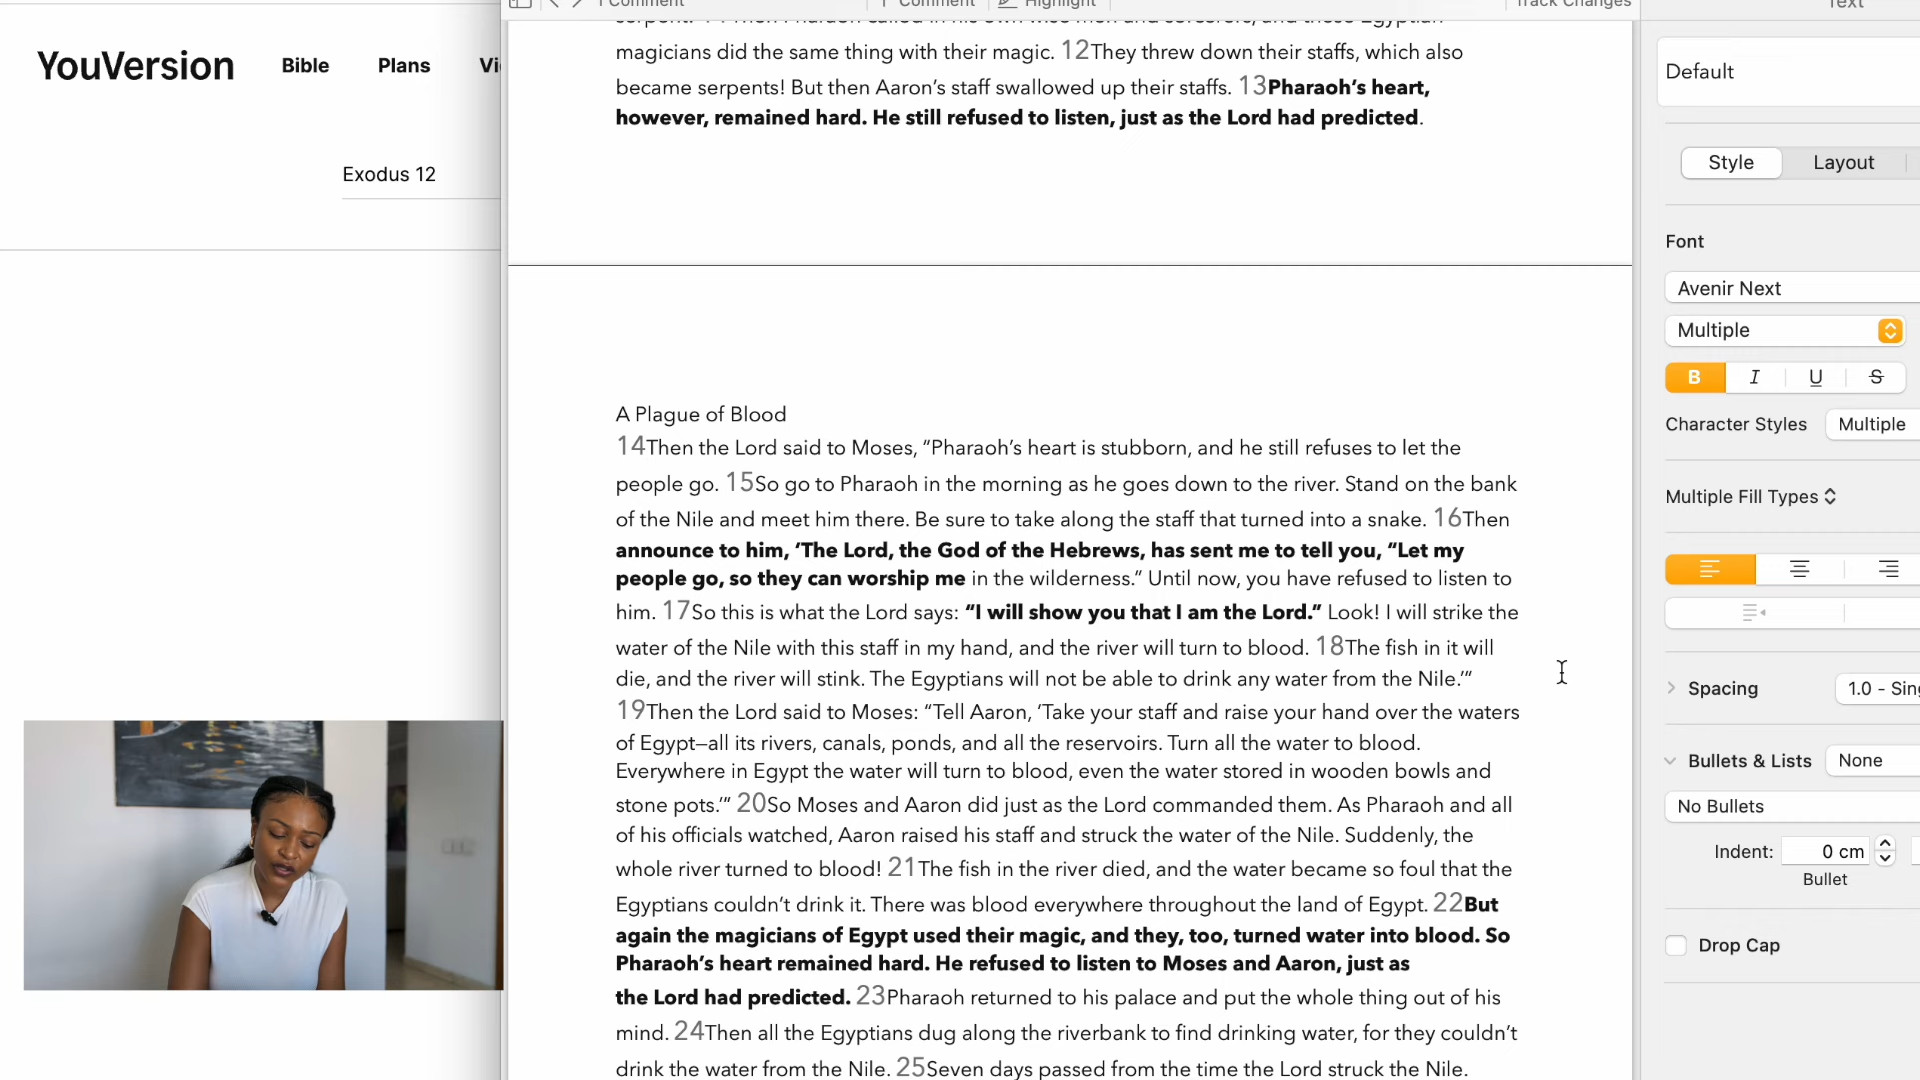 1 Comment
Comment
Highlight
Track Changes
Text
YouVersion
Bible
Plans
Exodus 12
magicians did the same thing with their magic. 12They threw down their staffs, which also
became serpents! But then Aaron’s staff swallowed up their staffs. 13Pharaoh’s heart,
however, remained hard. He still refused to listen, just as the Lord had predicted.
A Plague of Blood
14Then the Lord said to Moses, “Pharaoh’s heart is stubborn, and he still refuses to let the
people go. 15So go to Pharaoh in the morning as he goes down to the river. Stand on the bank
of the Nile and meet him there. Be sure to take along the staff that turned into a snake. 16Then
announce to him, ‘The Lord, the God of the Hebrews, has sent me to tell you, “Let my
people go, so they can worship me in the wilderness.” Until now, you have refused to listen to
him. 17So this is what the Lord says: “I will show you that I am the Lord.” Look! I will strike the
water of the Nile with this staff in my hand, and the river will turn to blood. 18The fish in it will
die, and the river will stink. The Egyptians will not be able to drink any water from the Nile.’”
19Then the Lord said to Moses: “Tell Aaron, ‘Take your staff and raise your hand over the waters
of Egypt—all its rivers, canals, ponds, and all the reservoirs. Turn all the water to blood.
Everywhere in Egypt the water will turn to blood, even the water stored in wooden bowls and
stone pots.’” 20So Moses and Aaron did just as the Lord commanded them. As Pharaoh and all
of his officials watched, Aaron raised his staff and struck the water of the Nile. Suddenly, the
whole river turned to blood! 21The fish in the river died, and the water became so foul that the
Egyptians couldn’t drink it. There was blood everywhere throughout the land of Egypt. 22But
again the magicians of Egypt used their magic, and they, too, turned water into blood. So
Pharaoh’s heart remained hard. He refused to listen to Moses and Aaron, just as
the Lord had predicted. 23Pharaoh returned to his palace and put the whole thing out of his
mind. 24Then all the Egyptians dug along the riverbank to find drinking water, for they couldn’t
drink the water from the Nile. 25Seven days passed from the time the Lord struck the Nile.
Default
Style
Layout
Font
Avenir Next
Multiple
B I U S
Character Styles
Multiple
Multiple Fill Types
Spacing
1.0 -
Bullets & Lists
None
No Bullets
Indent:
0 cm
Bullet
Drop Cap